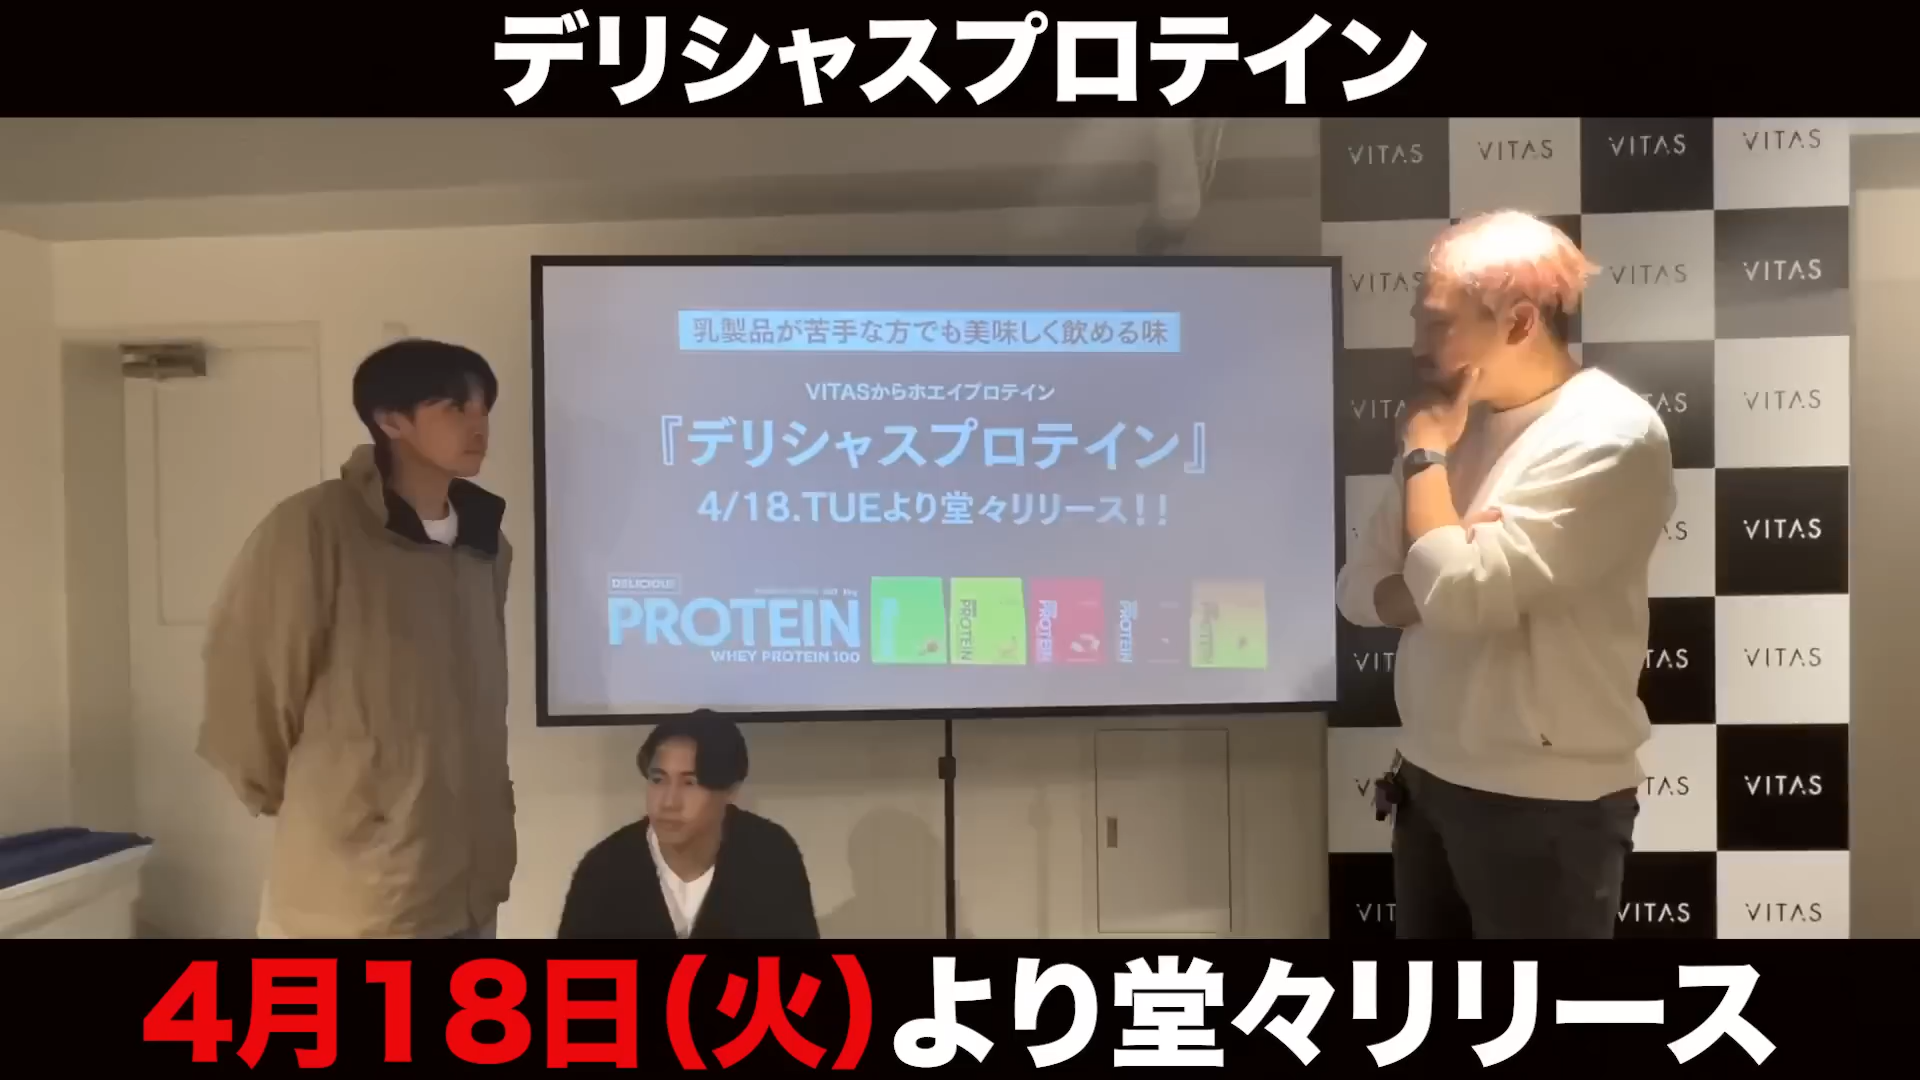 デリシャスプロテイン
乳製品が苦手な方でも美味しく飲める味
VITASからホエイプロテイン
『デリシャスプロテイン』
4/18.TUEより堂々リリース!!
DELICIOUS
PROTEIN
WHEY PROTEIN 100
PROTEIN
PROTEIN
PROTEIN
PROTEIN
VITAS VITAS VITAS VITAS
VITAS VITAS VITAS
VITAS
VITAS
VITAS
VITAS
VITAS VITAS
4月18日(火)より堂々リリース